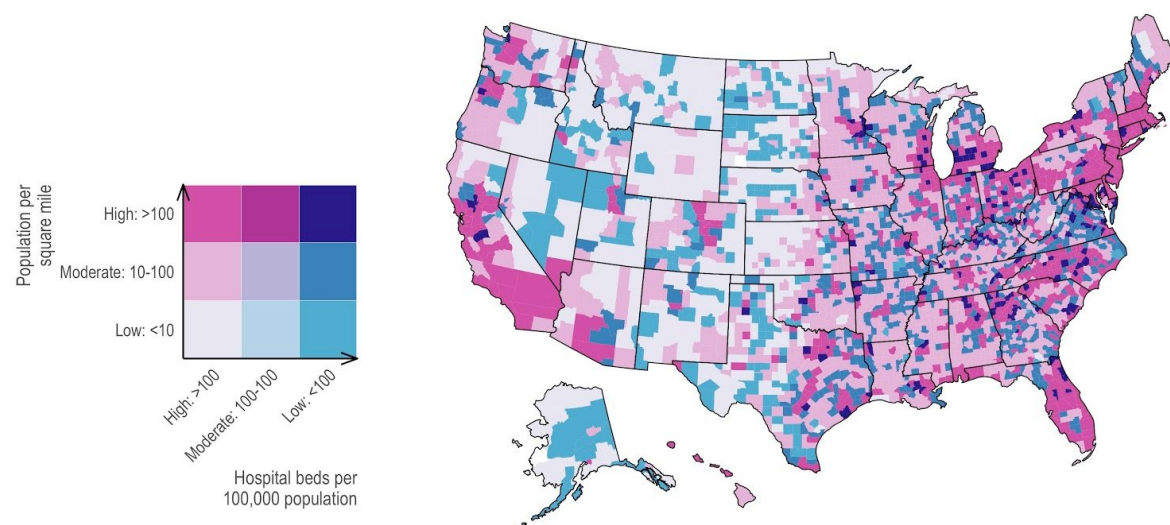 Population per
square mile
High: >100
Moderate: 10-100
Low: <10
High: > 100
Moderate: 100-100
Low: <100
Hospital beds per
100,000 population